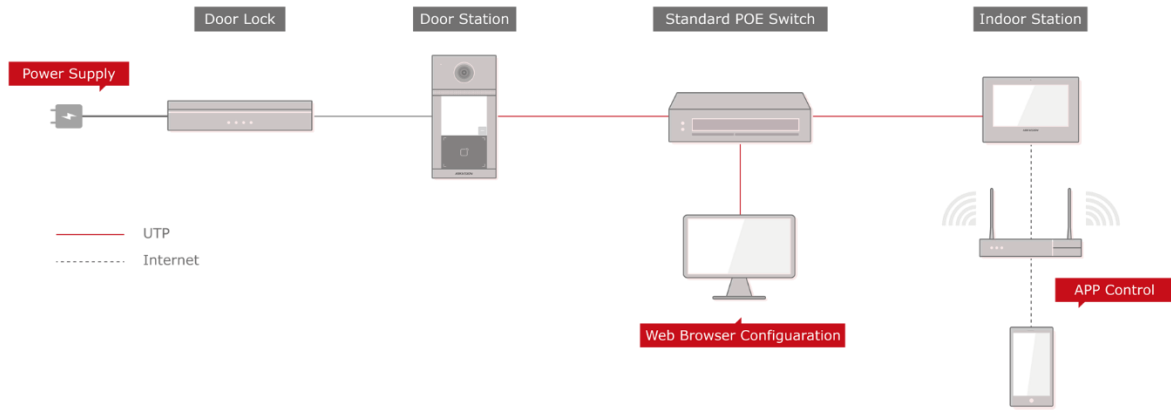 Door Lock
Door Station
Standard POE Switch
Indoor Station
Power Supply
UTP
Internet
APP Control
Web Browser Configuaration